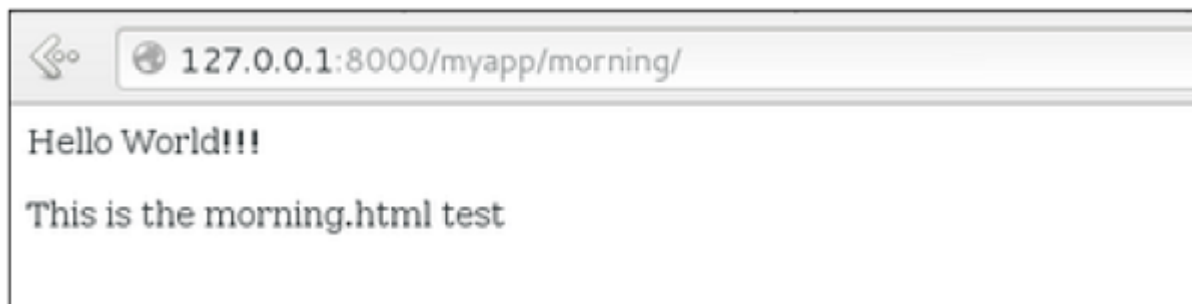 127.0.0.1:8000/myapp/morning/
Hello World!!!
This is the morning.html test